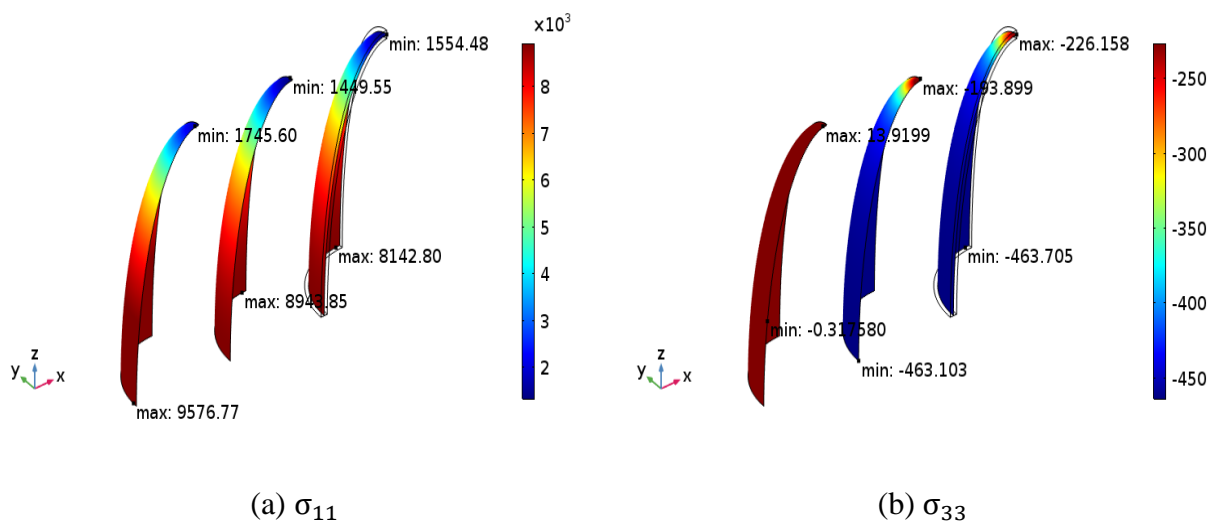 ×10³
min: 1554.48
min: 1449.55
min: 1745.60
max: 8142.80
max: 8943.85
max: 9576.77
8
7
6
5
4
3
2
y z x
(a) σ₁₁
max: -226.158
max: -193.899
max: 13.9199
min: -463.705
min: -0.317580
min: -463.103
-250
-300
-350
-400
-450
y z x
(b) σ₃₃